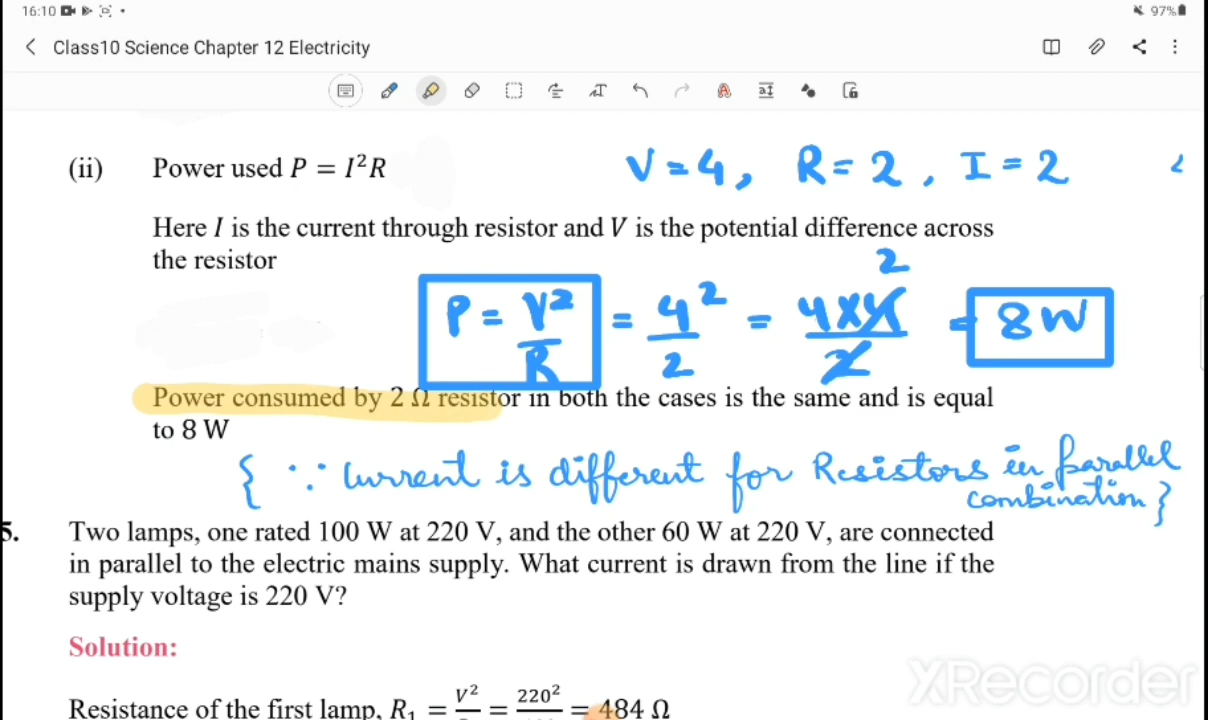 16:10 97%
Class10 Science Chapter 12 Electricity
(ii) Power used P = I²R V = 4, R = 2, I = 2
Here I is the current through resistor and V is the potential difference across
the resistor
P = V²/R = 4²/2 = 4×4/2 2 = 8W
Power consumed by 2 Ω resistor in both the cases is the same and is equal
to 8 W
{ ∵ Current is different for Resistors in parallel
combination }
5. Two lamps, one rated 100 W at 220 V, and the other 60 W at 220 V, are connected
in parallel to the electric mains supply. What current is drawn from the line if the
supply voltage is 220 V?
Solution:
XRecorder
Resistance of the first lamp, R₁ = V²/ = 220²/ = 484 Ω